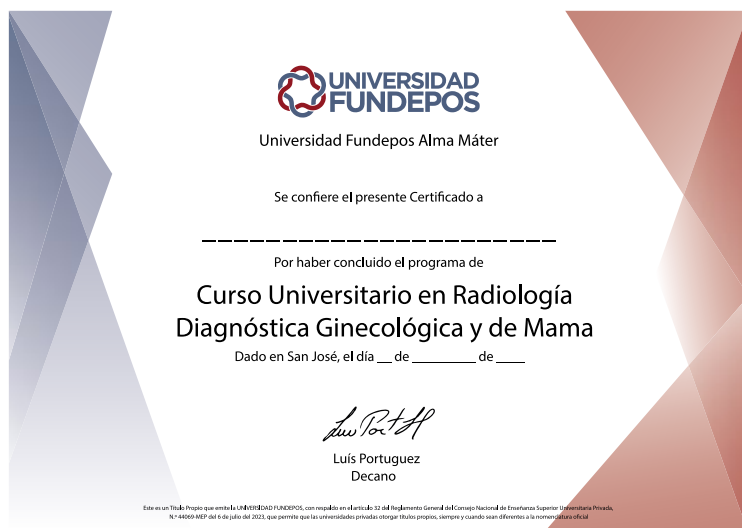 UNIVERSIDAD
FUNDEPOS
Universidad Fundepos Alma Máter
Se confiere el presente Certificado a
Por haber concluido el programa de
Curso Universitario en Radiología
Diagnóstica Ginecológica y de Mama
Dado en San José, el día __ de ________ de ____
Luís Portuguez
Decano
Este es un Título Propio que emite la UNIVERSIDAD FUNDEPOS, con respaldo en el artículo 32 del Reglamento General del Consejo Nacional de Enseñanza Superior Universitaria Privada,
N.º 44069-MEP del 6 de julio del 2023, que permite que las universidades privadas otorgar títulos propios, siempre y cuando sean diferentes a la nomenclatura oficial